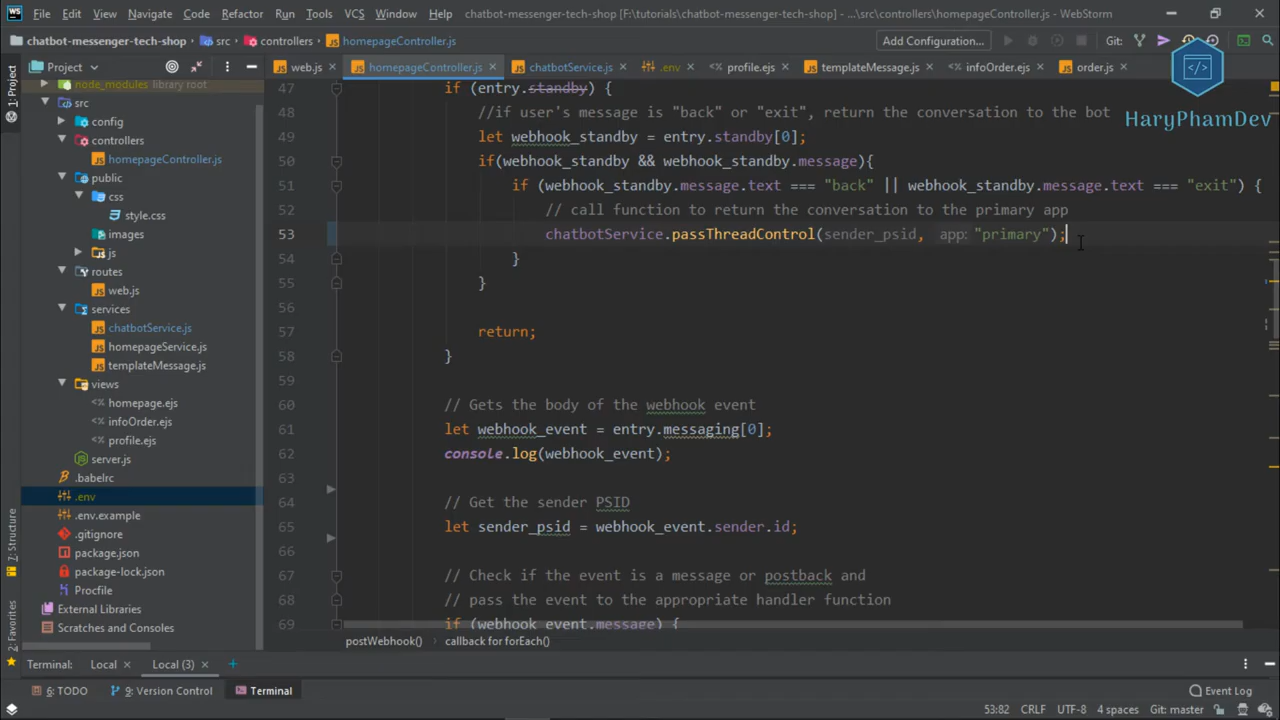 File Edit View Navigate Code Refactor Run Tools VCS Window Help chatbot-messenger-tech-shop [F:\tutorials\chatbot-messenger-tech-shop] - ...\src\controllers\homepageController.js - WebStorm
chatbot-messenger-tech-shop src controllers homepageController.js Add Configuration... Git:
HaryPhamDev
Project
web.js homepageController.js chatbotService.js .env profile.ejs templateMessage.js infoOrder.ejs order.js
1: Project
node_modules library root
src
config
controllers
homepageController.js
public
css
style.css
images
js
routes
web.js
services
chatbotService.js
homepageService.js
templateMessage.js
views
homepage.ejs
infoOrder.ejs
profile.ejs
server.js
.babelrc
.env
.env.example
.gitignore
package.json
package-lock.json
Procfile
External Libraries
Scratches and Consoles
7: Structure
2: Favorites
47 if (entry.standby) {
48 //if user's message is "back" or "exit", return the conversation to the bot
49 let webhook_standby = entry.standby[0];
50 if(webhook_standby && webhook_standby.message){
51 if (webhook_standby.message.text === "back" || webhook_standby.message.text === "exit") {
52 // call function to return the conversation to the primary app
53 chatbotService.passThreadControl(sender_psid, app: "primary");
54 }
55 }
56
57 return;
58 }
59
60 // Gets the body of the webhook event
61 let webhook_event = entry.messaging[0];
62 console.log(webhook_event);
63
64 // Get the sender PSID
65 let sender_psid = webhook_event.sender.id;
66
67 // Check if the event is a message or postback and
68 // pass the event to the appropriate handler function
69 if (webhook_event.message) {
postWebhook() callback for forEach()
Terminal: Local Local (3)
6: TODO 9: Version Control Terminal Event Log
53:82 CRLF UTF-8 4 spaces Git: master